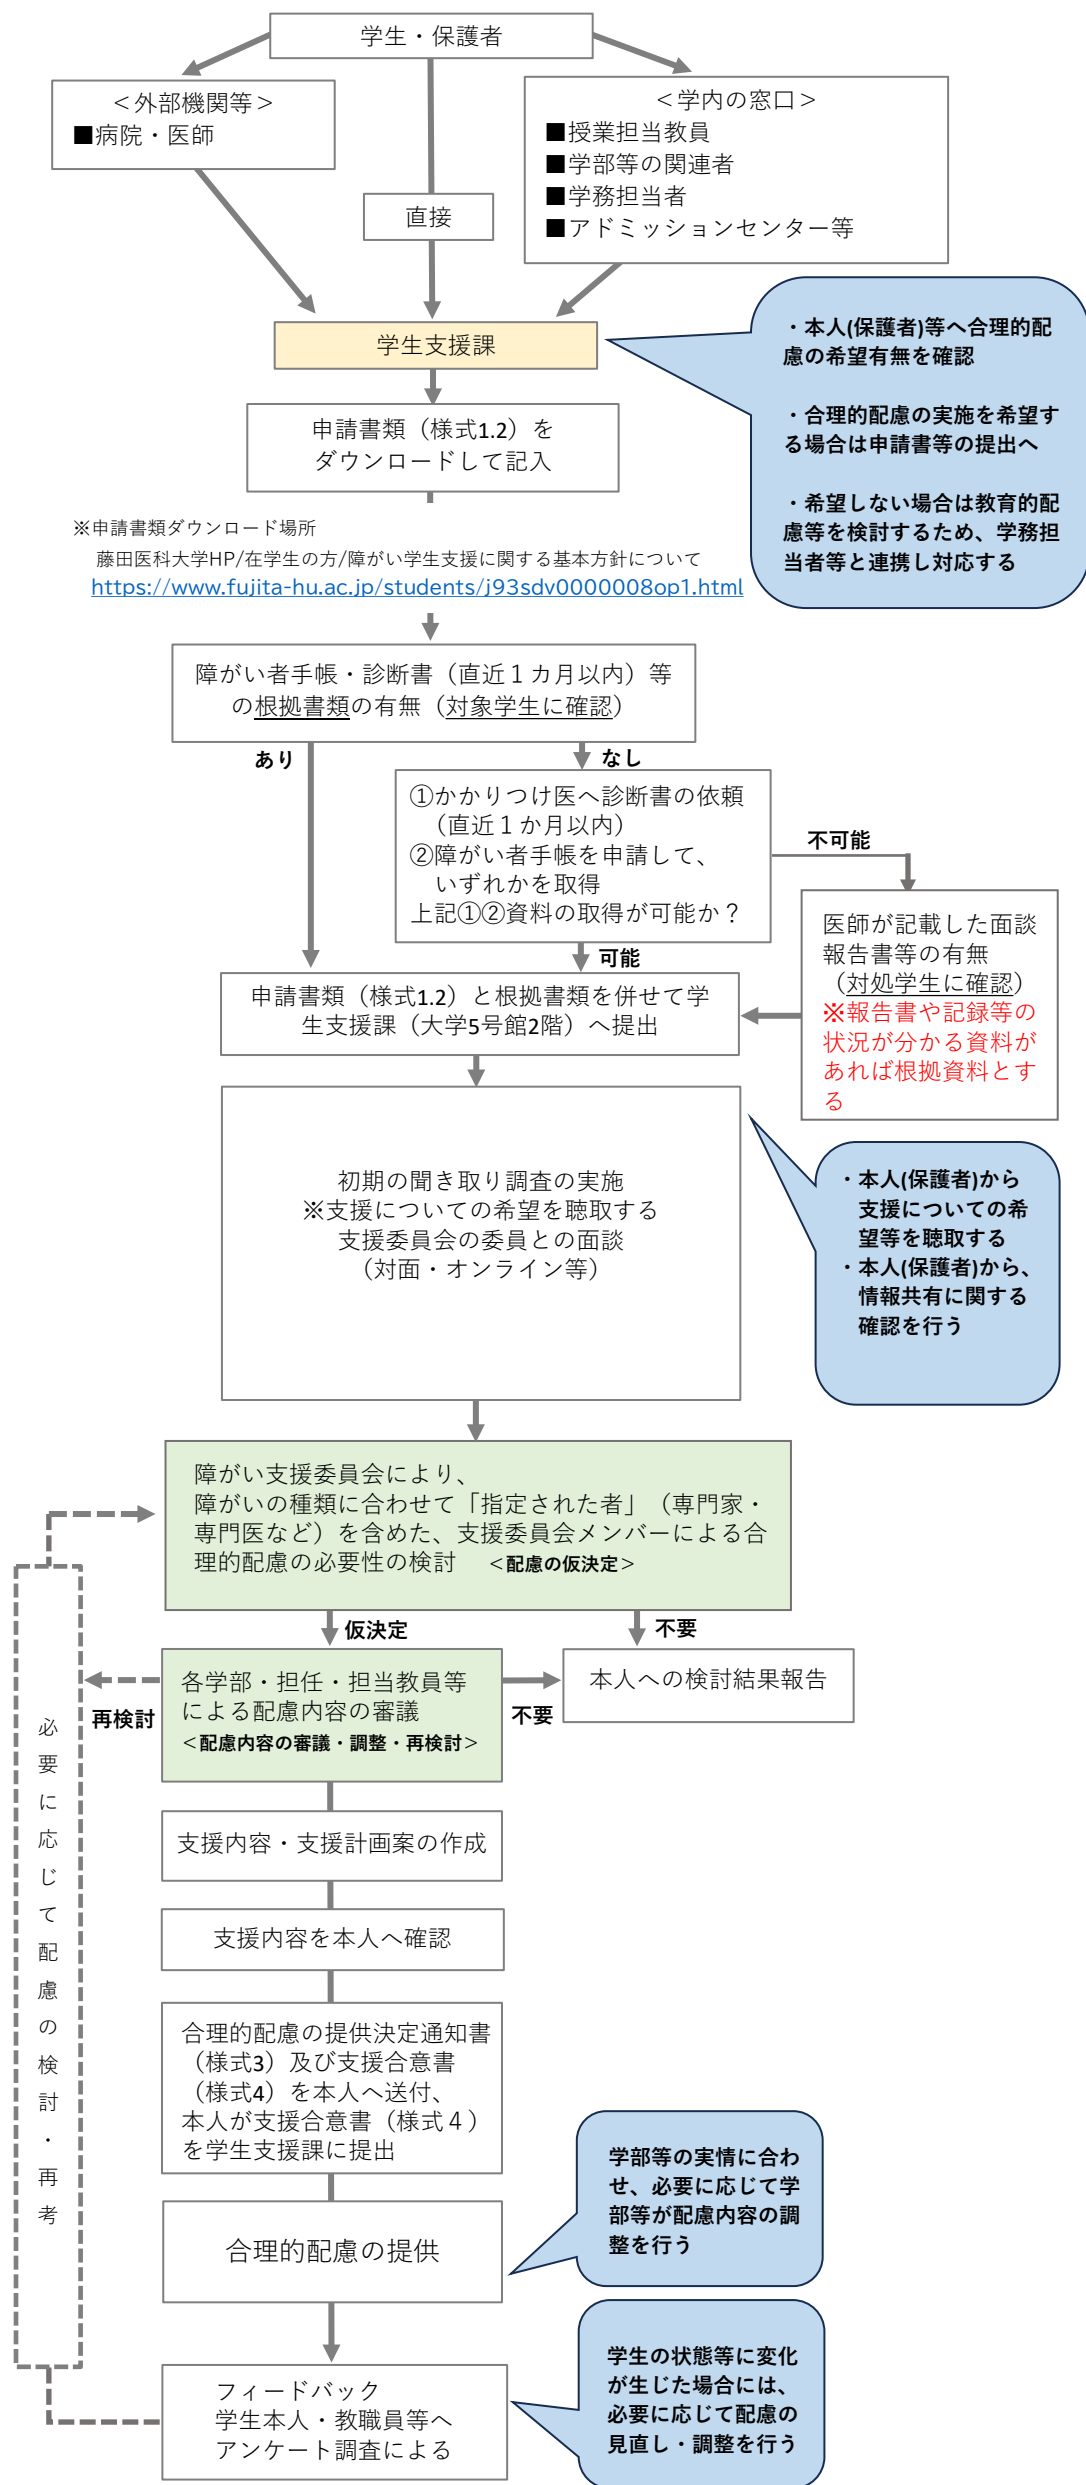 学生・保護者
＜外部機関等＞
■病院・医師
＜学内の窓口＞
■授業担当教員
■学部等の関連者
■学務担当者
■アドミッションセンター等
直接
学生支援課
・本人(保護者)等へ合理的配
慮の希望有無を確認
・合理的配慮の実施を希望す
る場合は申請書等の提出へ
・希望しない場合は教育的配
慮等を検討するため、学務担
当者等と連携し対応する
申請書類（様式1.2）を
ダウンロードして記入
※申請書類ダウンロード場所
藤田医科大学HP/在学生の方/障がい学生支援に関する基本方針について
https://www.fujita-hu.ac.jp/students/j93sdv0000008op1.html
障がい者手帳・診断書（直近１カ月以内）等
の根拠書類の有無（対象学生に確認）
あり
なし
①かかりつけ医へ診断書の依頼
（直近１か月以内）
②障がい者手帳を申請して、
いずれかを取得
上記①②資料の取得が可能か？
不可能
可能
医師が記載した面談
報告書等の有無
（対処学生に確認）
※報告書や記録等の
状況が分かる資料が
あれば根拠資料とす
る
申請書類（様式1.2）と根拠書類を併せて学
生支援課（大学5号館2階）へ提出
初期の聞き取り調査の実施
※支援についての希望を聴取する
支援委員会の委員との面談
（対面・オンライン等）
・本人(保護者)から
支援についての希
望等を聴取する
・本人(保護者)から、
情報共有に関する
確認を行う
障がい支援委員会により、
障がいの種類に合わせて「指定された者」（専門家・
専門医など）を含めた、支援委員会メンバーによる合
理的配慮の必要性の検討　＜配慮の仮決定＞
仮決定
不要
各学部・担任・担当教員等
による配慮内容の審議
＜配慮内容の審議・調整・再検討＞
再検討
不要
本人への検討結果報告
必要に応じて配慮の検討・再考
支援内容・支援計画案の作成
支援内容を本人へ確認
合理的配慮の提供決定通知書
（様式3）及び支援合意書
（様式4）を本人へ送付、
本人が支援合意書（様式４）
を学生支援課に提出
学部等の実情に合わ
せ、必要に応じて学
部等が配慮内容の調
整を行う
合理的配慮の提供
学生の状態等に変化
が生じた場合には、
必要に応じて配慮の
見直し・調整を行う
フィードバック
学生本人・教職員等へ
アンケート調査による